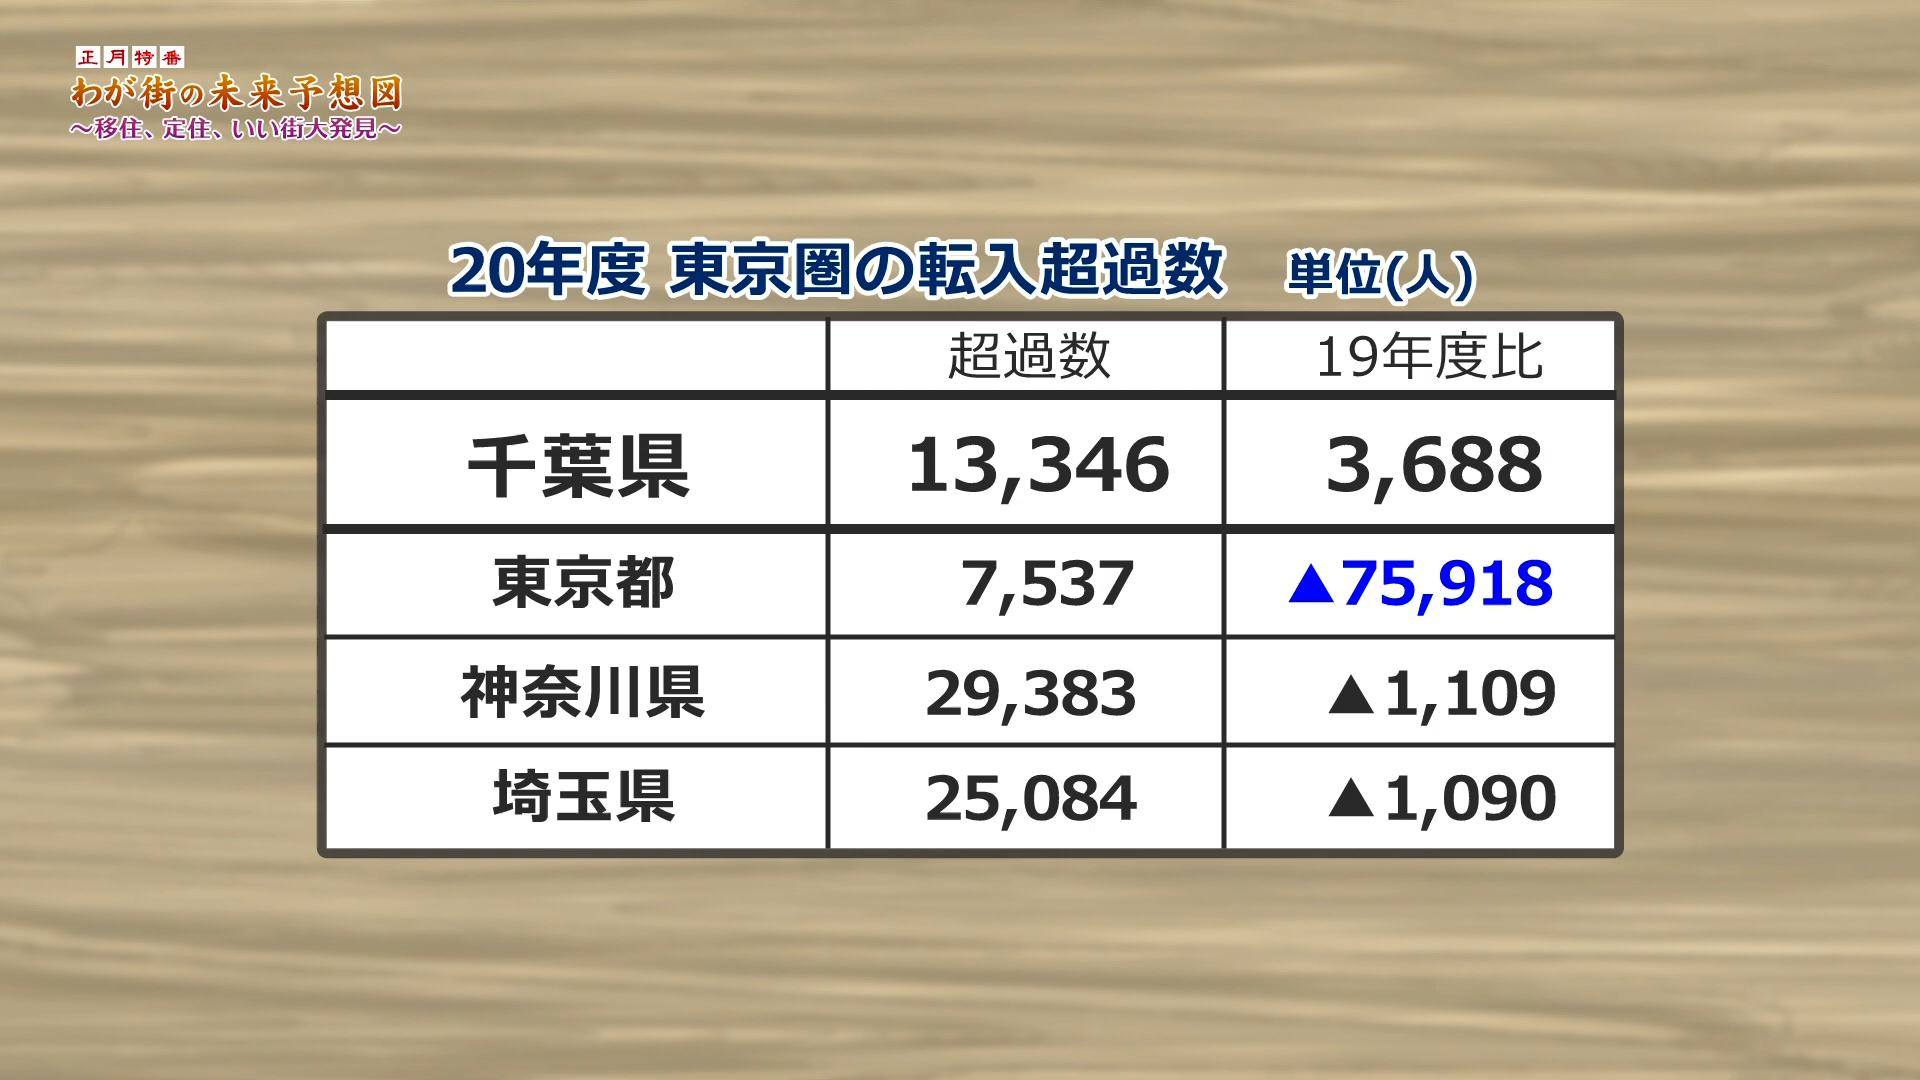 正月特番
わが街の未来予想図
～移住、定住、いい街大発見～
20年度 東京圏の転入超過数 単位(人)
超過数 19年度比
千葉県 13,346 3,688
東京都 7,537 ▲75,918
神奈川県 29,383 ▲1,109
埼玉県 25,084 ▲1,090